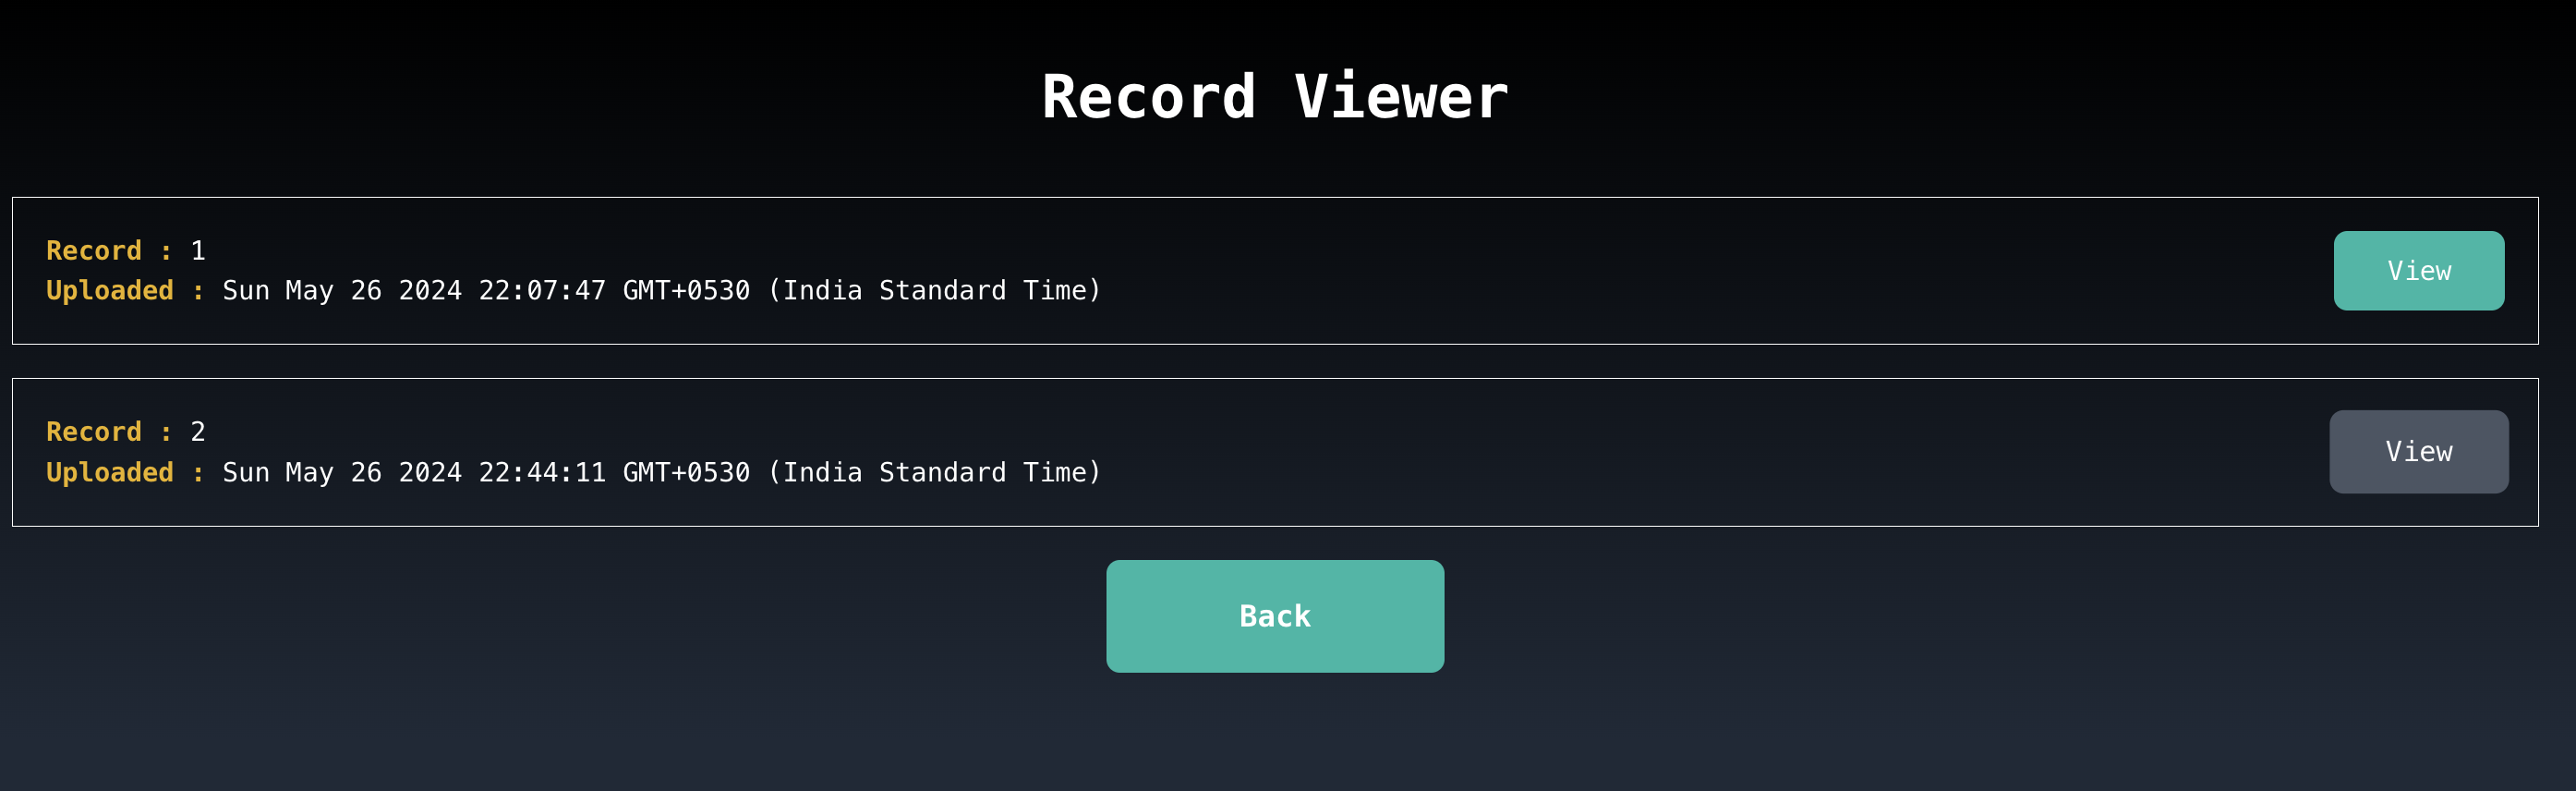 Record Viewer
Record : 1
Uploaded : Sun May 26 2024 22:07:47 GMT+0530 (India Standard Time)
View
Record : 2
Uploaded : Sun May 26 2024 22:44:11 GMT+0530 (India Standard Time)
View
Back